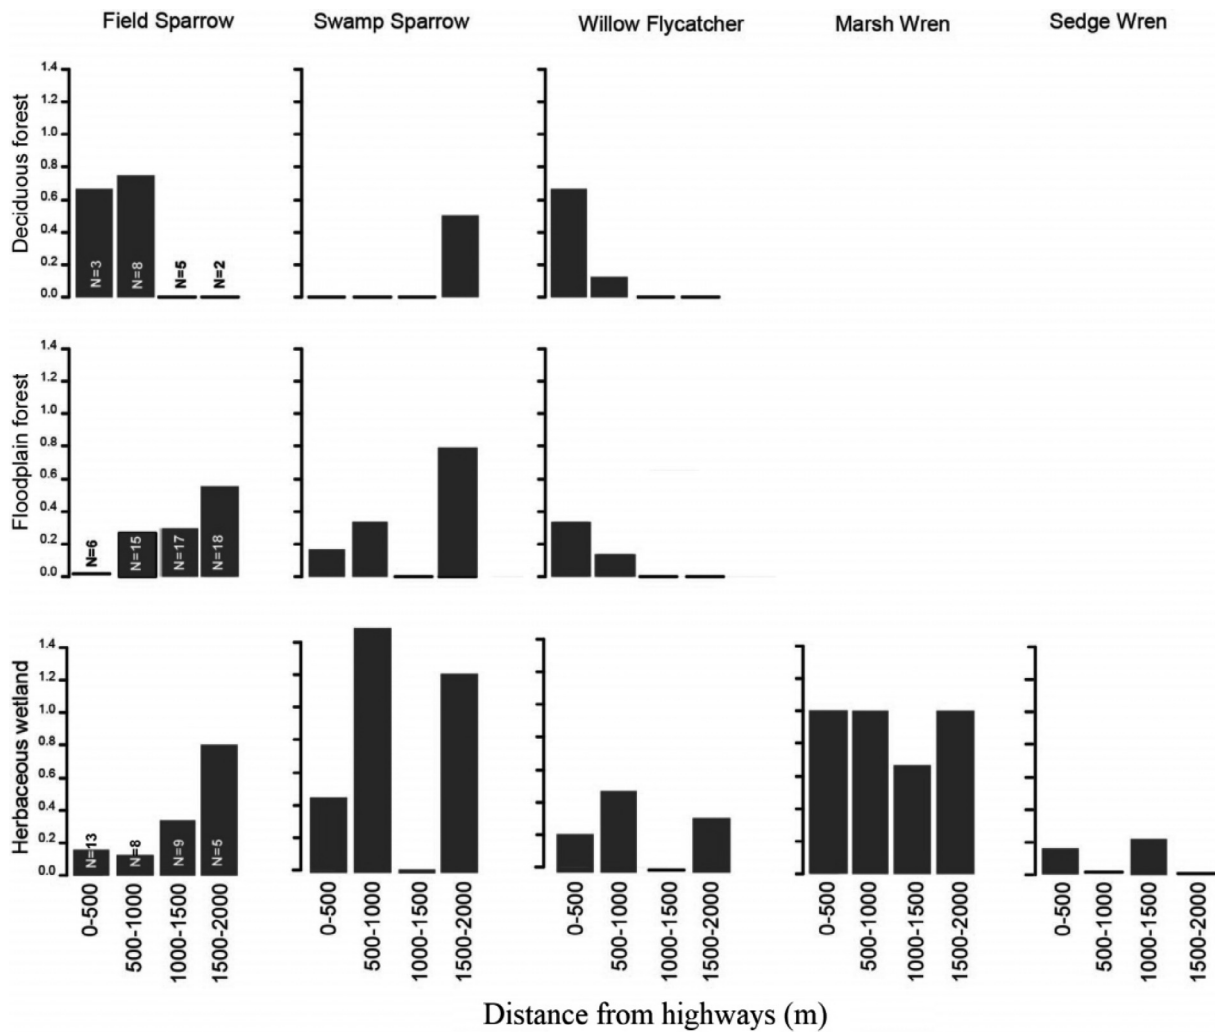 Field Sparrow Swamp Sparrow Willow Flycatcher Marsh Wren Sedge Wren
Deciduous forest
1.4
1.2
1.0
0.8
0.6
0.4
0.2
0.0
N=3 N=8 N=5 N=2
Floodplain forest
1.4
1.2
1.0
0.8
0.6
0.4
0.2
0.0
N=6 N=15 N=17 N=18
Herbaceous wetland
1.4
1.2
1.0
0.8
0.6
0.4
0.2
0.0
N=13 N=8 N=9 N=5
0-500 500-1000 1000-1500 1500-2000 0-500 500-1000 1000-1500 1500-2000 0-500 500-1000 1000-1500 1500-2000 0-500 500-1000 1000-1500 1500-2000 0-500 500-1000 1000-1500 1500-2000
Distance from highways (m)